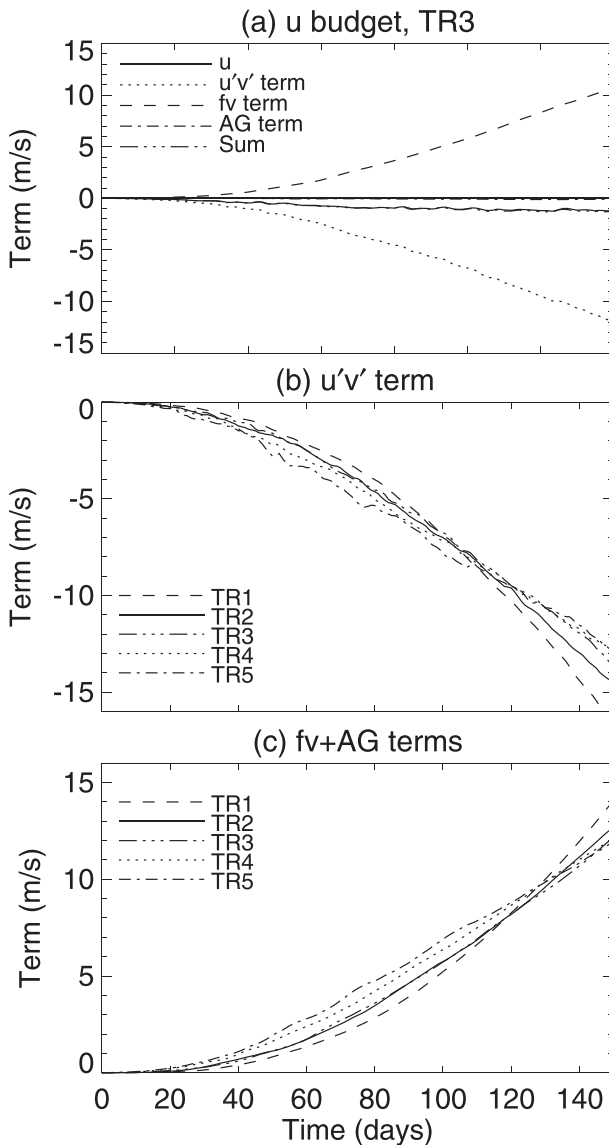 (a) u budget, TR3
15
10
5
0
-5
-10
-15
Term (m/s)
u
u′v′ term
fv term
AG term
Sum
(b) u′v′ term
0
-5
-10
-15
Term (m/s)
TR1
TR2
TR3
TR4
TR5
(c) fv+AG terms
15
10
5
0
Term (m/s)
TR1
TR2
TR3
TR4
TR5
0 20 40 60 80 100 120 140
Time (days)